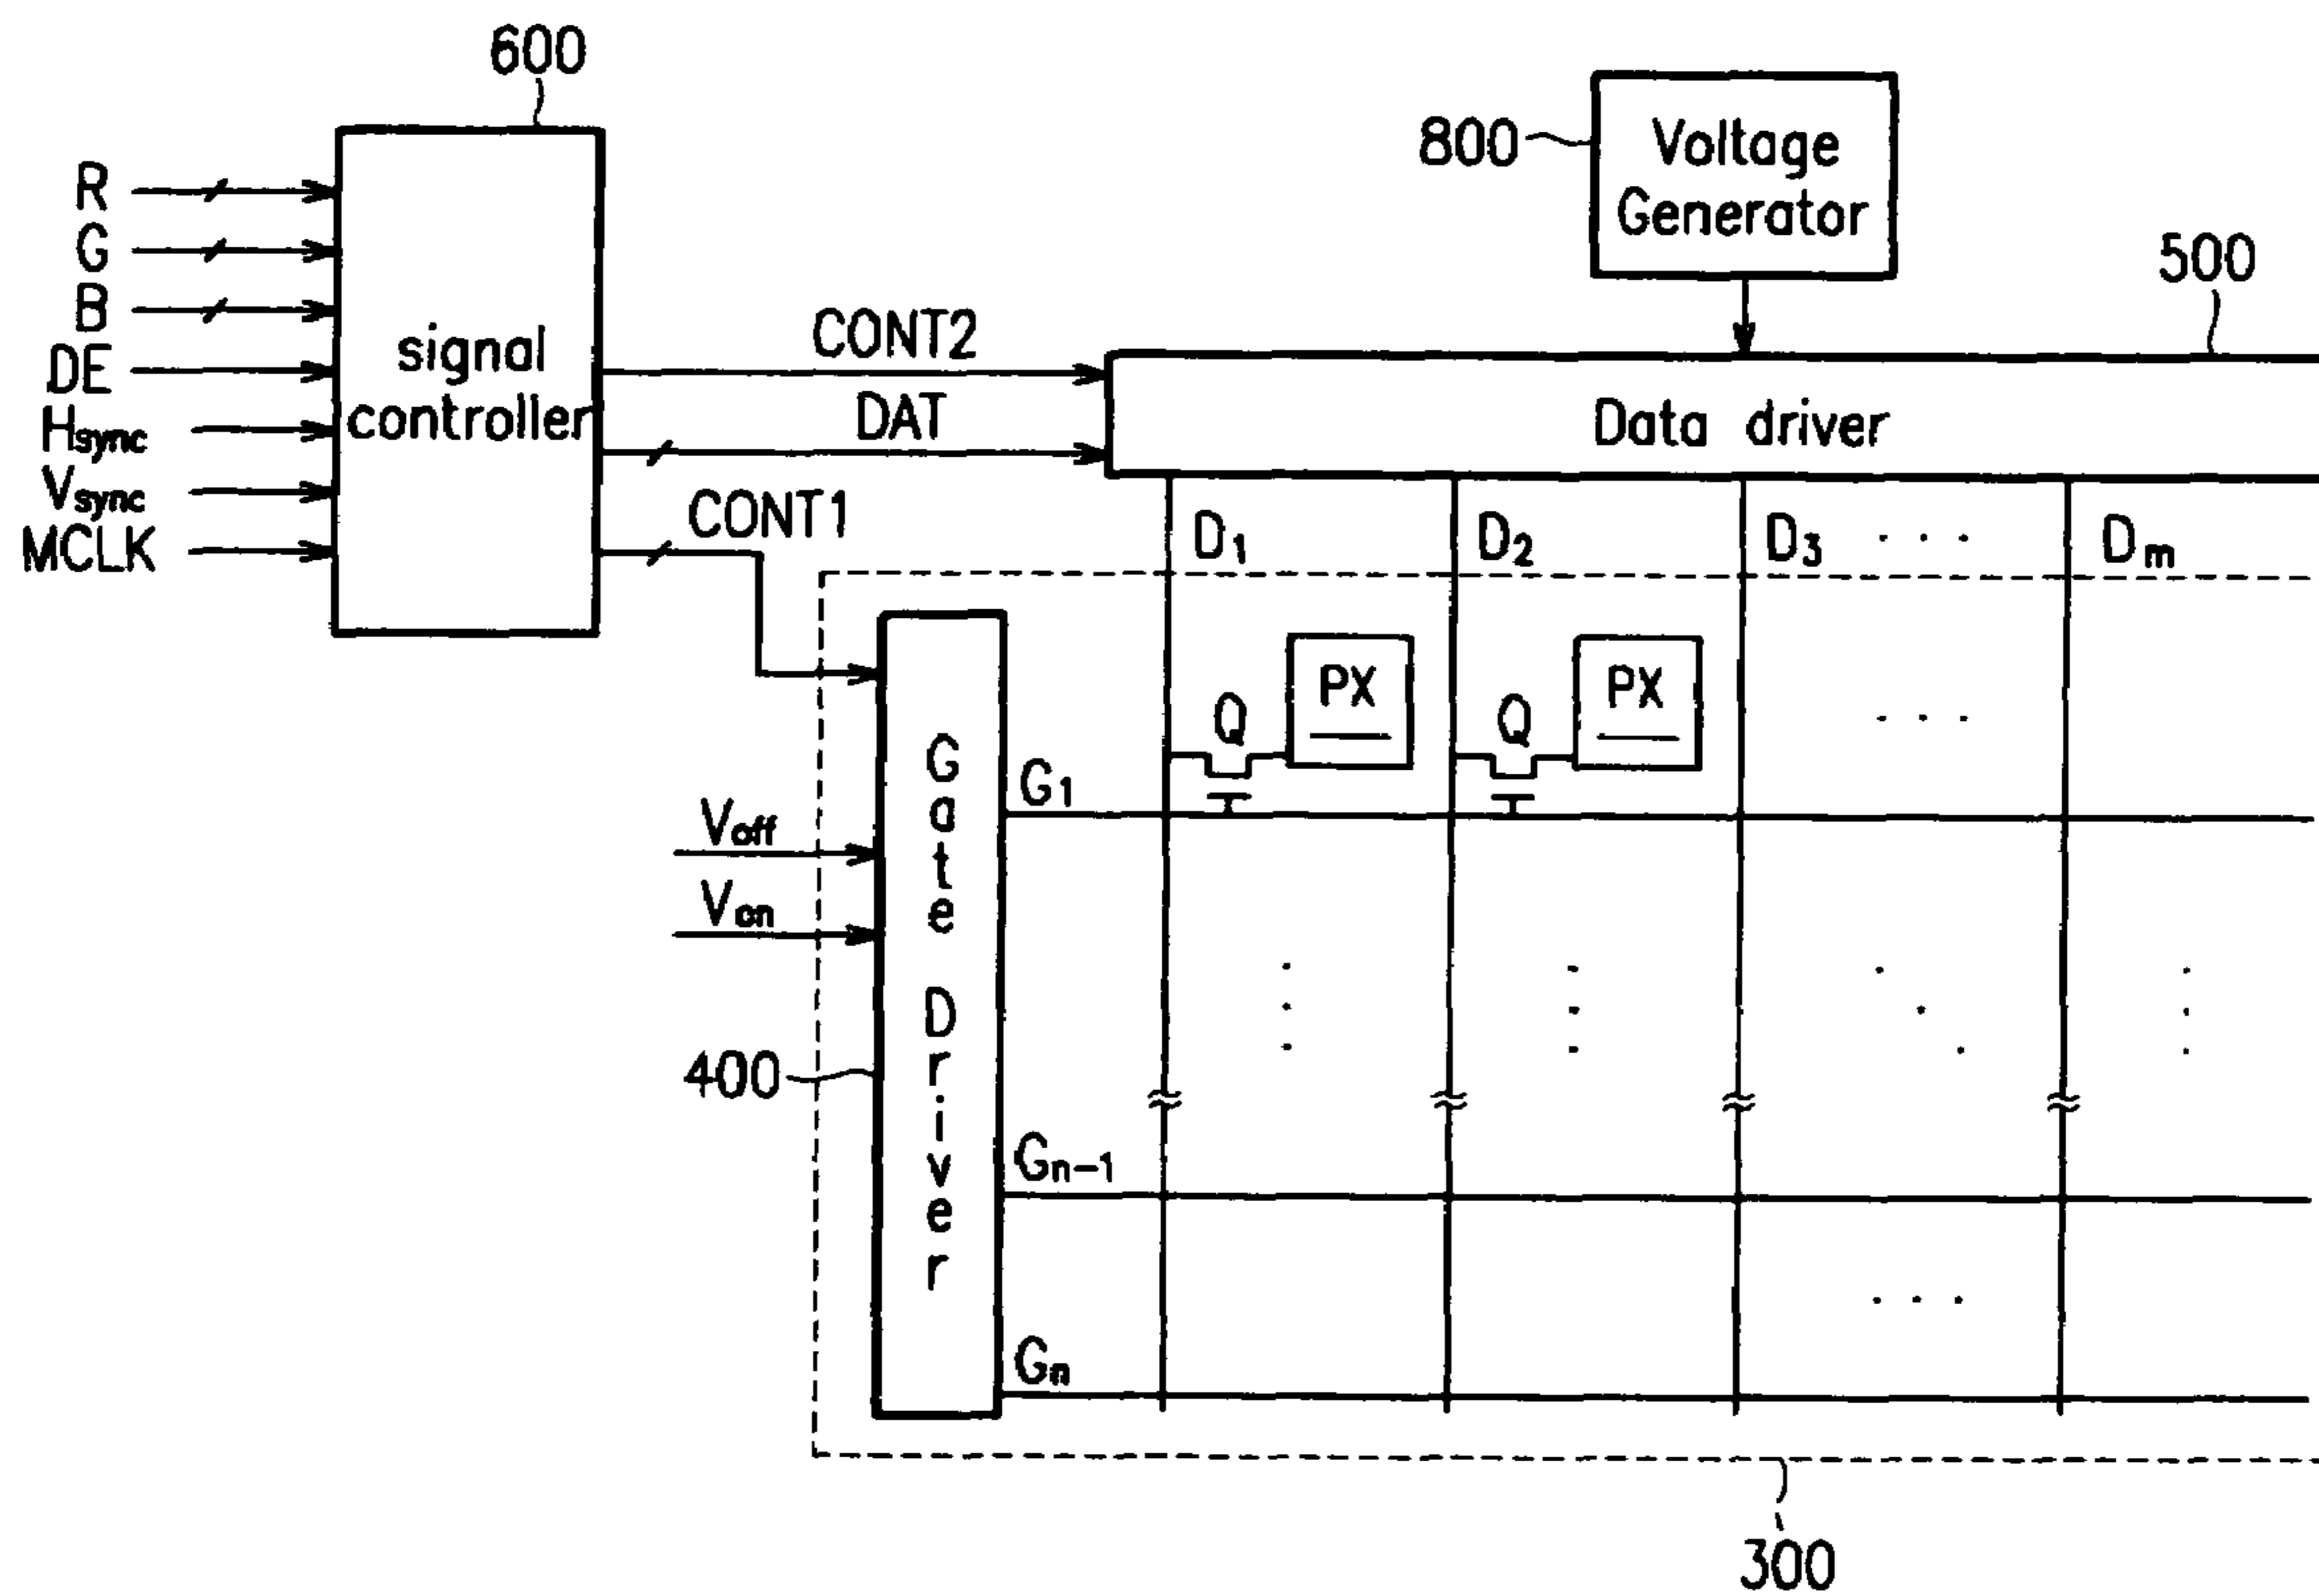 600
R
G
B
DE
Hsync
Vsync
MCLK
signal
controller
CONT2
DAT
CONT1
800
Voltage
Generator
500
Data driver
D1
D2
D3
. . .
Dm
Gate Driver
400
Voff
Von
G1
Q
PX
Q
PX
. . .
Gn-1
Gn
. . .
300